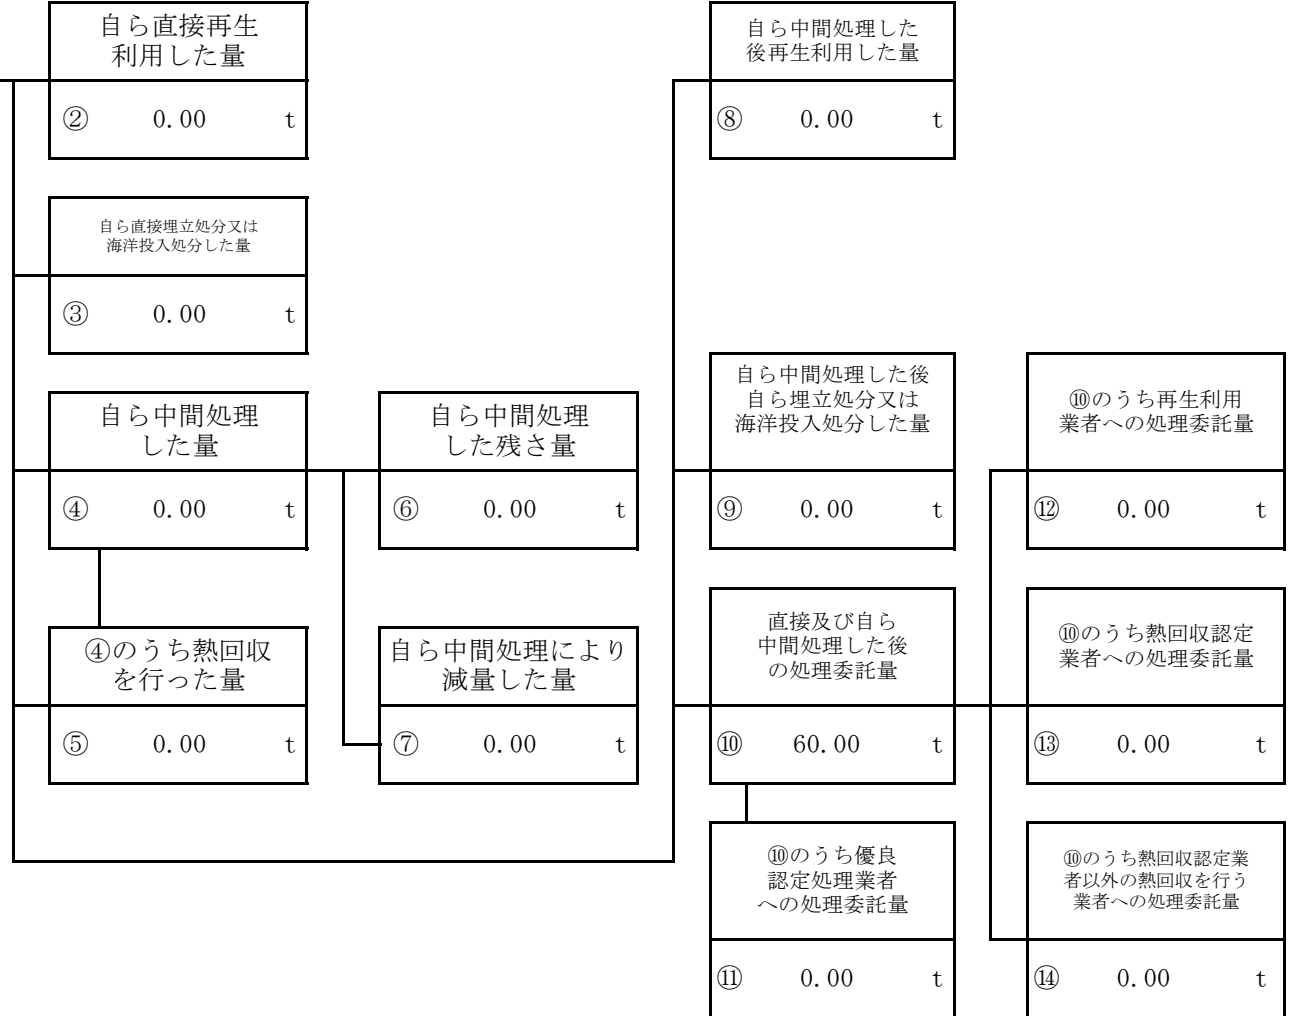 自ら直接再生
利用した量
② 0.00 t
自ら中間処理した
後再生利用した量
⑧ 0.00 t
自ら直接埋立処分又は
海洋投入処分した量
③ 0.00 t
自ら中間処理
した量
④ 0.00 t
自ら中間処理
した残さ量
⑥ 0.00 t
自ら中間処理した後
自ら埋立処分又は
海洋投入処分した量
⑨ 0.00 t
⑩のうち再生利用
業者への処理委託量
⑫ 0.00 t
④のうち熱回収
を行った量
⑤ 0.00 t
自ら中間処理により
減量した量
⑦ 0.00 t
直接及び自ら
中間処理した後
の処理委託量
⑩ 60.00 t
⑩のうち熱回収認定
業者への処理委託量
⑬ 0.00 t
⑩のうち優良
認定処理業者
への処理委託量
⑪ 0.00 t
⑩のうち熱回収認定業
者以外の熱回収を行う
業者への処理委託量
⑭ 0.00 t